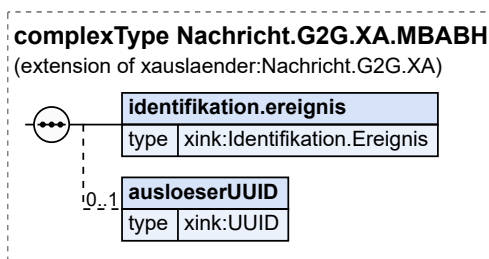 complexType Nachricht.G2G.XA.MBABH
(extension of xauslaender:Nachricht.G2G.XA)
identifikation.ereignis
type xink:Identifikation.Ereignis
0..1
ausloeserUUID
type xink:UUID